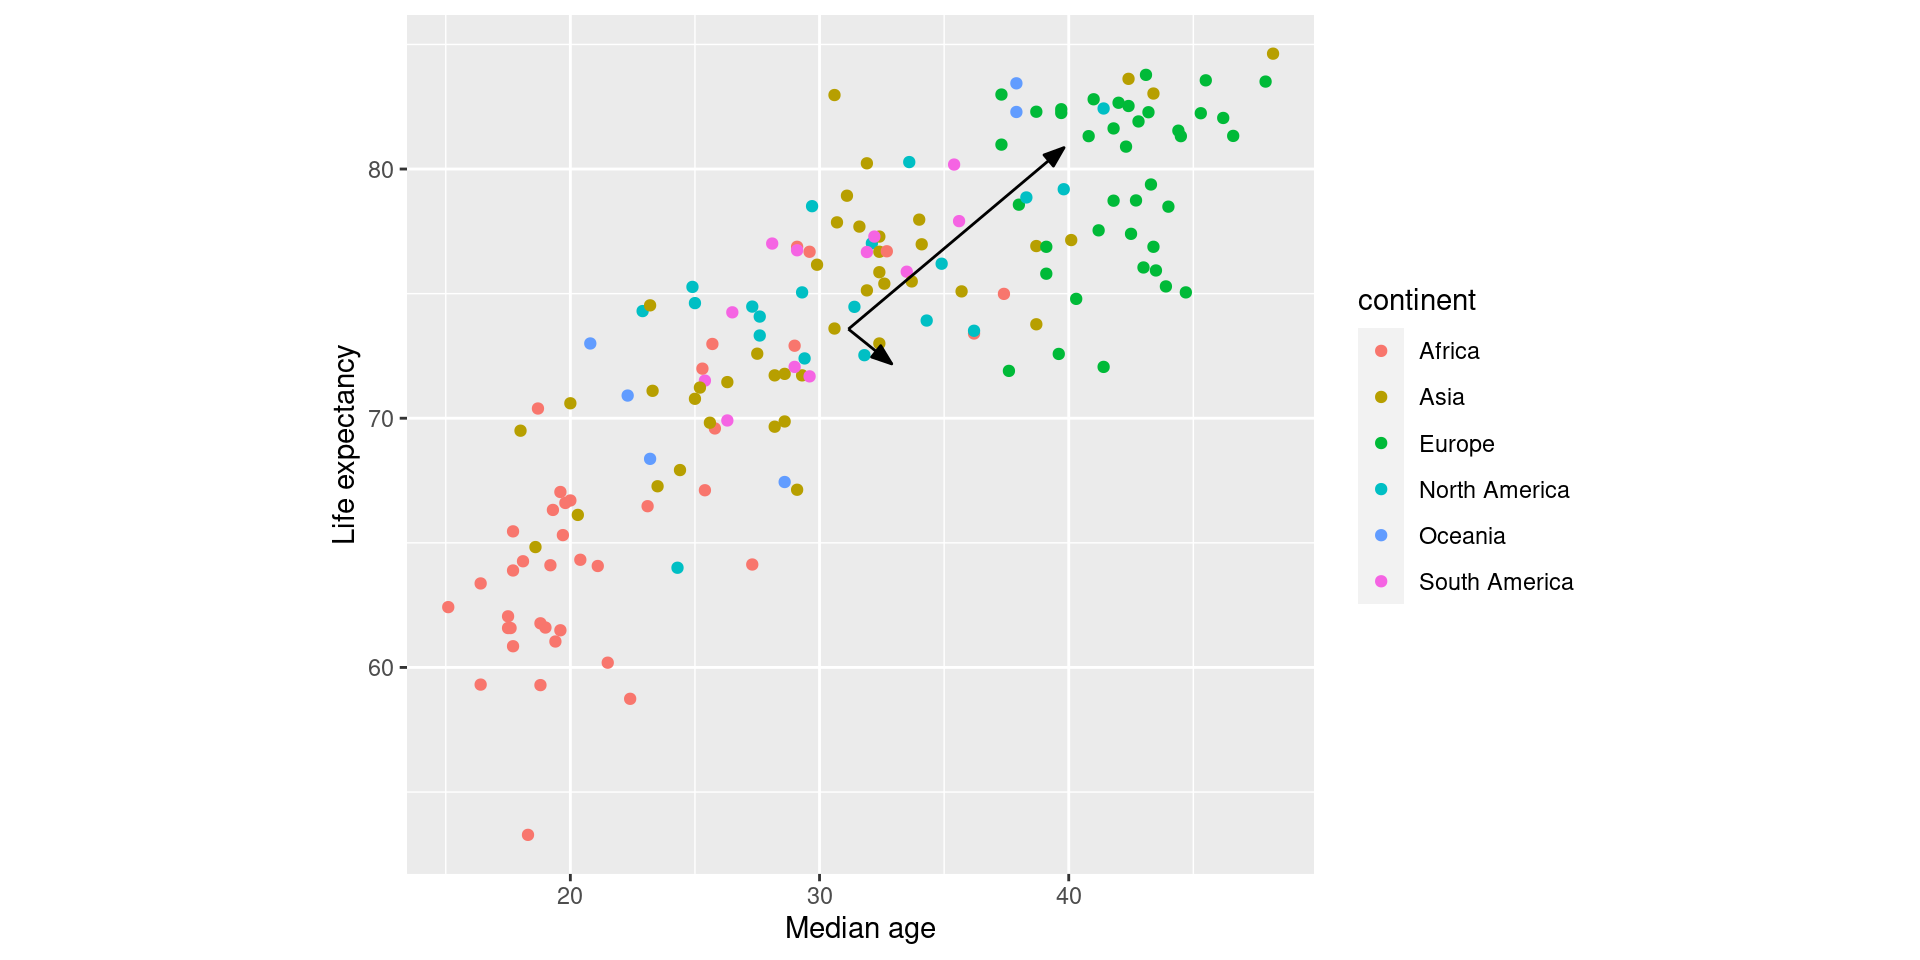 80
70
60
Life expectancy
20
30
40
Median age
continent
Africa
Asia
Europe
North America
Oceania
South America